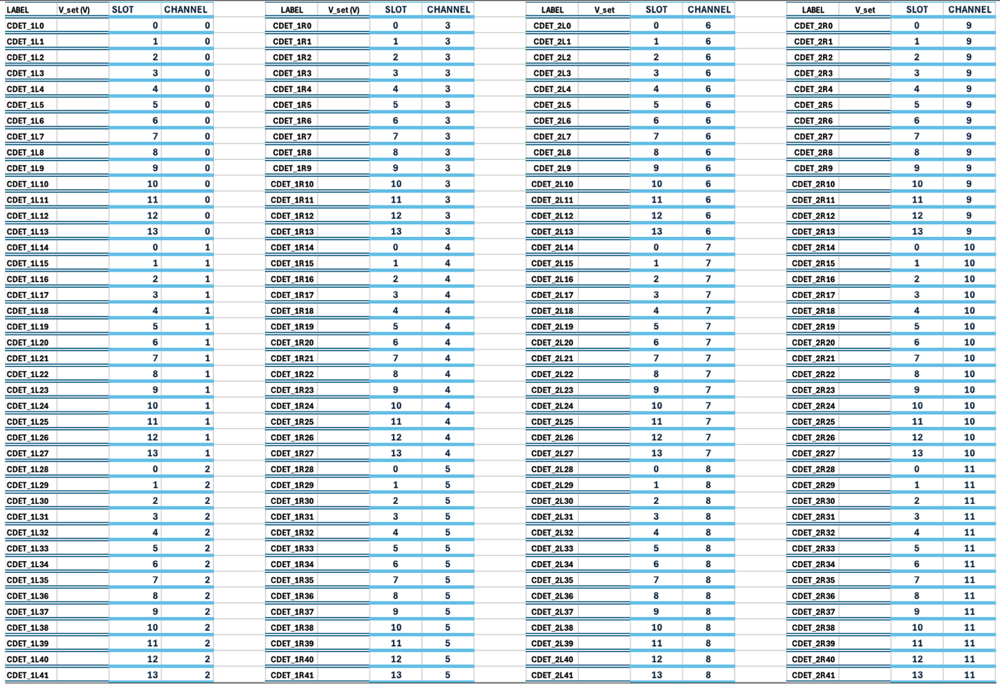 LABEL V_set (V) SLOT CHANNEL LABEL V_set (V) SLOT CHANNEL LABEL V_set SLOT CHANNEL LABEL V_set SLOT CHANNEL
CDET_1L0 0 0 CDET_1R0 0 3 CDET_2L0 0 6 CDET_2R0 0 9
CDET_1L1 1 0 CDET_1R1 1 3 CDET_2L1 1 6 CDET_2R1 1 9
CDET_1L2 2 0 CDET_1R2 2 3 CDET_2L2 2 6 CDET_2R2 2 9
CDET_1L3 3 0 CDET_1R3 3 3 CDET_2L3 3 6 CDET_2R3 3 9
CDET_1L4 4 0 CDET_1R4 4 3 CDET_2L4 4 6 CDET_2R4 4 9
CDET_1L5 5 0 CDET_1R5 5 3 CDET_2L5 5 6 CDET_2R5 5 9
CDET_1L6 6 0 CDET_1R6 6 3 CDET_2L6 6 6 CDET_2R6 6 9
CDET_1L7 7 0 CDET_1R7 7 3 CDET_2L7 7 6 CDET_2R7 7 9
CDET_1L8 8 0 CDET_1R8 8 3 CDET_2L8 8 6 CDET_2R8 8 9
CDET_1L9 9 0 CDET_1R9 9 3 CDET_2L9 9 6 CDET_2R9 9 9
CDET_1L10 10 0 CDET_1R10 10 3 CDET_2L10 10 6 CDET_2R10 10 9
CDET_1L11 11 0 CDET_1R11 11 3 CDET_2L11 11 6 CDET_2R11 11 9
CDET_1L12 12 0 CDET_1R12 12 3 CDET_2L12 12 6 CDET_2R12 12 9
CDET_1L13 13 0 CDET_1R13 13 3 CDET_2L13 13 6 CDET_2R13 13 9
CDET_1L14 0 1 CDET_1R14 0 4 CDET_2L14 0 7 CDET_2R14 0 10
CDET_1L15 1 1 CDET_1R15 1 4 CDET_2L15 1 7 CDET_2R15 1 10
CDET_1L16 2 1 CDET_1R16 2 4 CDET_2L16 2 7 CDET_2R16 2 10
CDET_1L17 3 1 CDET_1R17 3 4 CDET_2L17 3 7 CDET_2R17 3 10
CDET_1L18 4 1 CDET_1R18 4 4 CDET_2L18 4 7 CDET_2R18 4 10
CDET_1L19 5 1 CDET_1R19 5 4 CDET_2L19 5 7 CDET_2R19 5 10
CDET_1L20 6 1 CDET_1R20 6 4 CDET_2L20 6 7 CDET_2R20 6 10
CDET_1L21 7 1 CDET_1R21 7 4 CDET_2L21 7 7 CDET_2R21 7 10
CDET_1L22 8 1 CDET_1R22 8 4 CDET_2L22 8 7 CDET_2R22 8 10
CDET_1L23 9 1 CDET_1R23 9 4 CDET_2L23 9 7 CDET_2R23 9 10
CDET_1L24 10 1 CDET_1R24 10 4 CDET_2L24 10 7 CDET_2R24 10 10
CDET_1L25 11 1 CDET_1R25 11 4 CDET_2L25 11 7 CDET_2R25 11 10
CDET_1L26 12 1 CDET_1R26 12 4 CDET_2L26 12 7 CDET_2R26 12 10
CDET_1L27 13 1 CDET_1R27 13 4 CDET_2L27 13 7 CDET_2R27 13 10
CDET_1L28 0 2 CDET_1R28 0 5 CDET_2L28 0 8 CDET_2R28 0 11
CDET_1L29 1 2 CDET_1R29 1 5 CDET_2L29 1 8 CDET_2R29 1 11
CDET_1L30 2 2 CDET_1R30 2 5 CDET_2L30 2 8 CDET_2R30 2 11
CDET_1L31 3 2 CDET_1R31 3 5 CDET_2L31 3 8 CDET_2R31 3 11
CDET_1L32 4 2 CDET_1R32 4 5 CDET_2L32 4 8 CDET_2R32 4 11
CDET_1L33 5 2 CDET_1R33 5 5 CDET_2L33 5 8 CDET_2R33 5 11
CDET_1L34 6 2 CDET_1R34 6 5 CDET_2L34 6 8 CDET_2R34 6 11
CDET_1L35 7 2 CDET_1R35 7 5 CDET_2L35 7 8 CDET_2R35 7 11
CDET_1L36 8 2 CDET_1R36 8 5 CDET_2L36 8 8 CDET_2R36 8 11
CDET_1L37 9 2 CDET_1R37 9 5 CDET_2L37 9 8 CDET_2R37 9 11
CDET_1L38 10 2 CDET_1R38 10 5 CDET_2L38 10 8 CDET_2R38 10 11
CDET_1L39 11 2 CDET_1R39 11 5 CDET_2L39 11 8 CDET_2R39 11 11
CDET_1L40 12 2 CDET_1R40 12 5 CDET_2L40 12 8 CDET_2R40 12 11
CDET_1L41 13 2 CDET_1R41 13 5 CDET_2L41 13 8 CDET_2R41 13 11